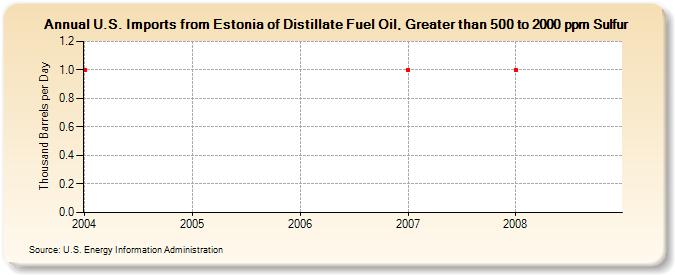 Annual U.S. Imports from Estonia of Distillate Fuel Oil, Greater than 500 to 2000 ppm Sulfur
Thousand Barrels per Day
1.2
1.0
0.8
0.6
0.4
0.2
0.0
2004 2005 2006 2007 2008
Source: U.S. Energy Information Administration